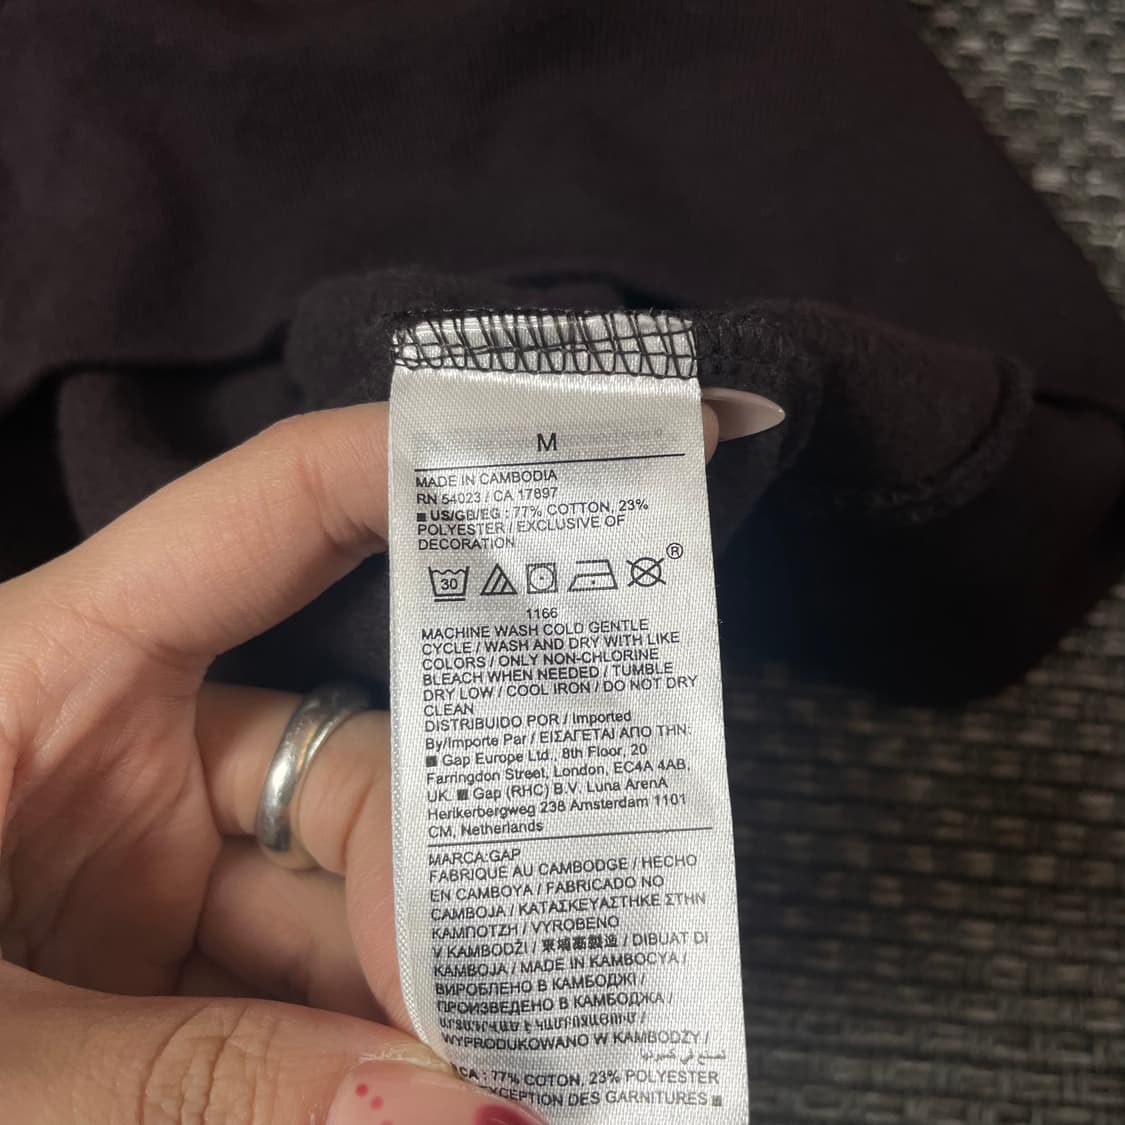 M
MADE IN CAMBODIA
RN 54023 / CA 17897
■ US/GB/EG : 77% COTTON, 23%
POLYESTER / EXCLUSIVE OF
DECORATION
30
®
1166
MACHINE WASH COLD GENTLE
CYCLE / WASH AND DRY WITH LIKE
COLORS / ONLY NON-CHLORINE
BLEACH WHEN NEEDED / TUMBLE
DRY LOW / COOL IRON / DO NOT DRY
CLEAN
DISTRIBUIDO POR / Imported
By/Importe Par / ΕΙΣΑΓΕΤΑΙ ΑΠΟ ΤΗΝ:
■ Gap Europe Ltd., 8th Floor, 20
Farringdon Street, London, EC4A 4AB,
UK. ■ Gap (RHC) B.V. Luna ArenA
Herikerbergweg 238 Amsterdam 1101
CM, Netherlands
MARCA:GAP
FABRIQUÉ AU CAMBODGE / HECHO
EN CAMBOYA / FABRICADO NO
CAMBOJA / ΚΑΤΑΣΚΕΥΑΣΤΗΚΕ ΣΤΗΝ
ΚΑΜΠΟΤΖΗ / VYROBENO
V KAMBODŽI / 柬埔寨製造 / DIBUAT DI
KAMBOJA / MADE IN KAMBOCYA /
ВИРОБЛЕНО В КАМБОДЖІ /
ПРОИЗВЕДЕНО В КАМБОДЖА /
WYPRODUKOWANO W KAMBODŻY /
CA : 77% COTON, 23% POLYESTER
XCEPTION DES GARNITURES ■